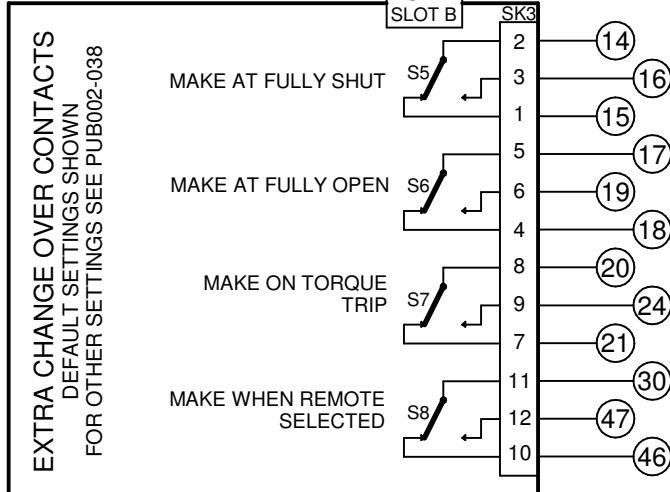 SLOT B
SK3
EXTRA CHANGE OVER CONTACTS
DEFAULT SETTINGS SHOWN
FOR OTHER SETTINGS SEE PUB002-038
MAKE AT FULLY SHUT
S5
2
14
3
16
1
15
MAKE AT FULLY OPEN
S6
5
17
6
19
4
18
MAKE ON TORQUE
TRIP
S7
8
20
9
24
7
21
MAKE WHEN REMOTE
SELECTED
S8
11
30
12
47
10
46